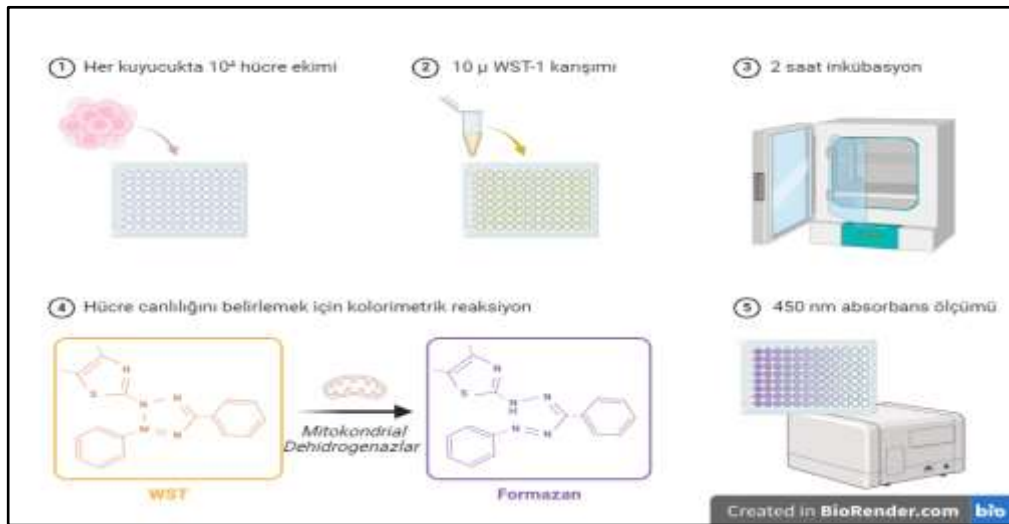 1 Her kuyucukta 10⁴ hücre ekimi
2 10 µ WST-1 karışımı
3 2 saat inkübasyon
4 Hücre canlılığını belirlemek için kolorimetrik reaksiyon
N
S
N
N
N
N
Mitokondrial
Dehidrogenazlar
WST
N
S
N
H
N
N
N
Formazan
5 450 nm absorbans ölçümü
Created in BioRender.com bio